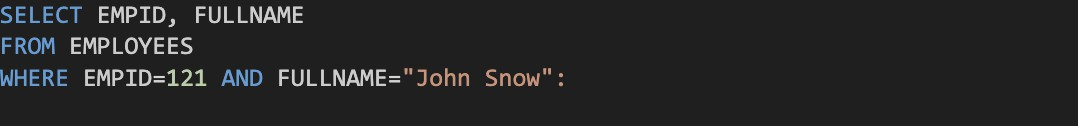 SELECT EMPID, FULLNAME
FROM EMPLOYEES
WHERE EMPID=121 AND FULLNAME="John Snow":